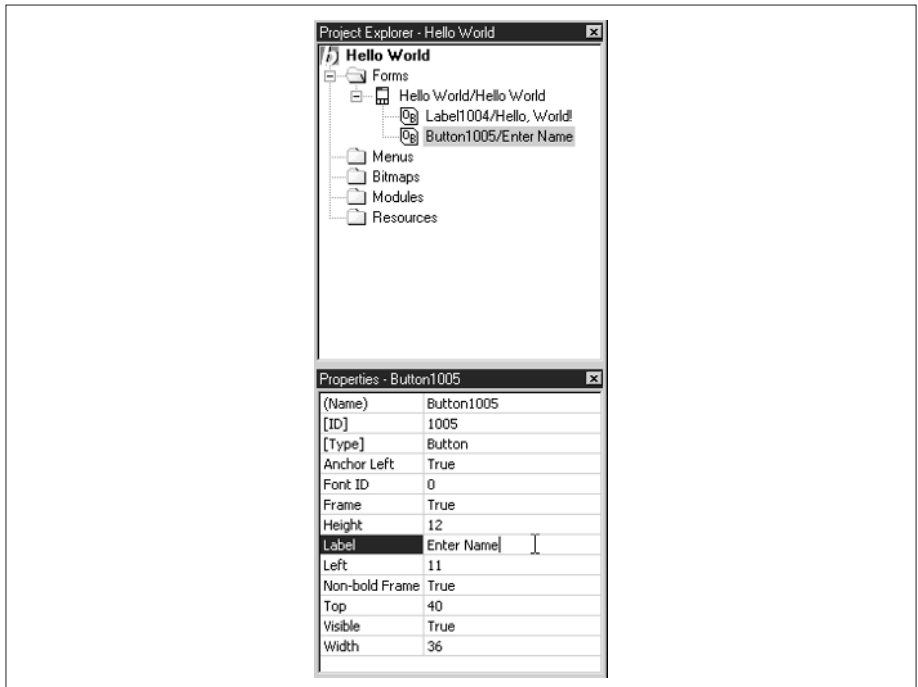 Project Explorer - Hello World
Hello World
Forms
Hello World/Hello World
Label1004/Hello, World!
Button1005/Enter Name
Menus
Bitmaps
Modules
Resources
Properties - Button1005
(Name) Button1005
[ID] 1005
[Type] Button
Anchor Left True
Font ID 0
Frame True
Height 12
Label Enter Name
Left 11
Non-bold Frame True
Top 40
Visible True
Width 36